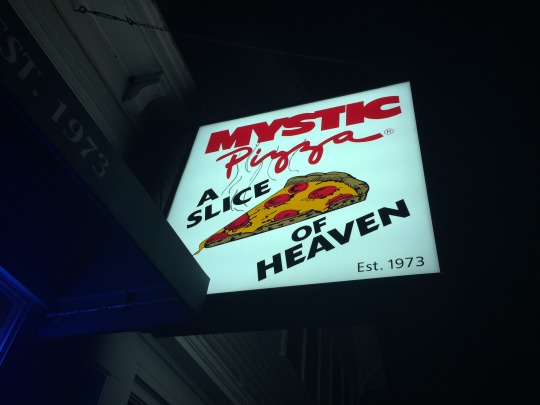 EST. 1973
MYSTIC
Pizza®
A
SLICE
OF
HEAVEN
Est. 1973